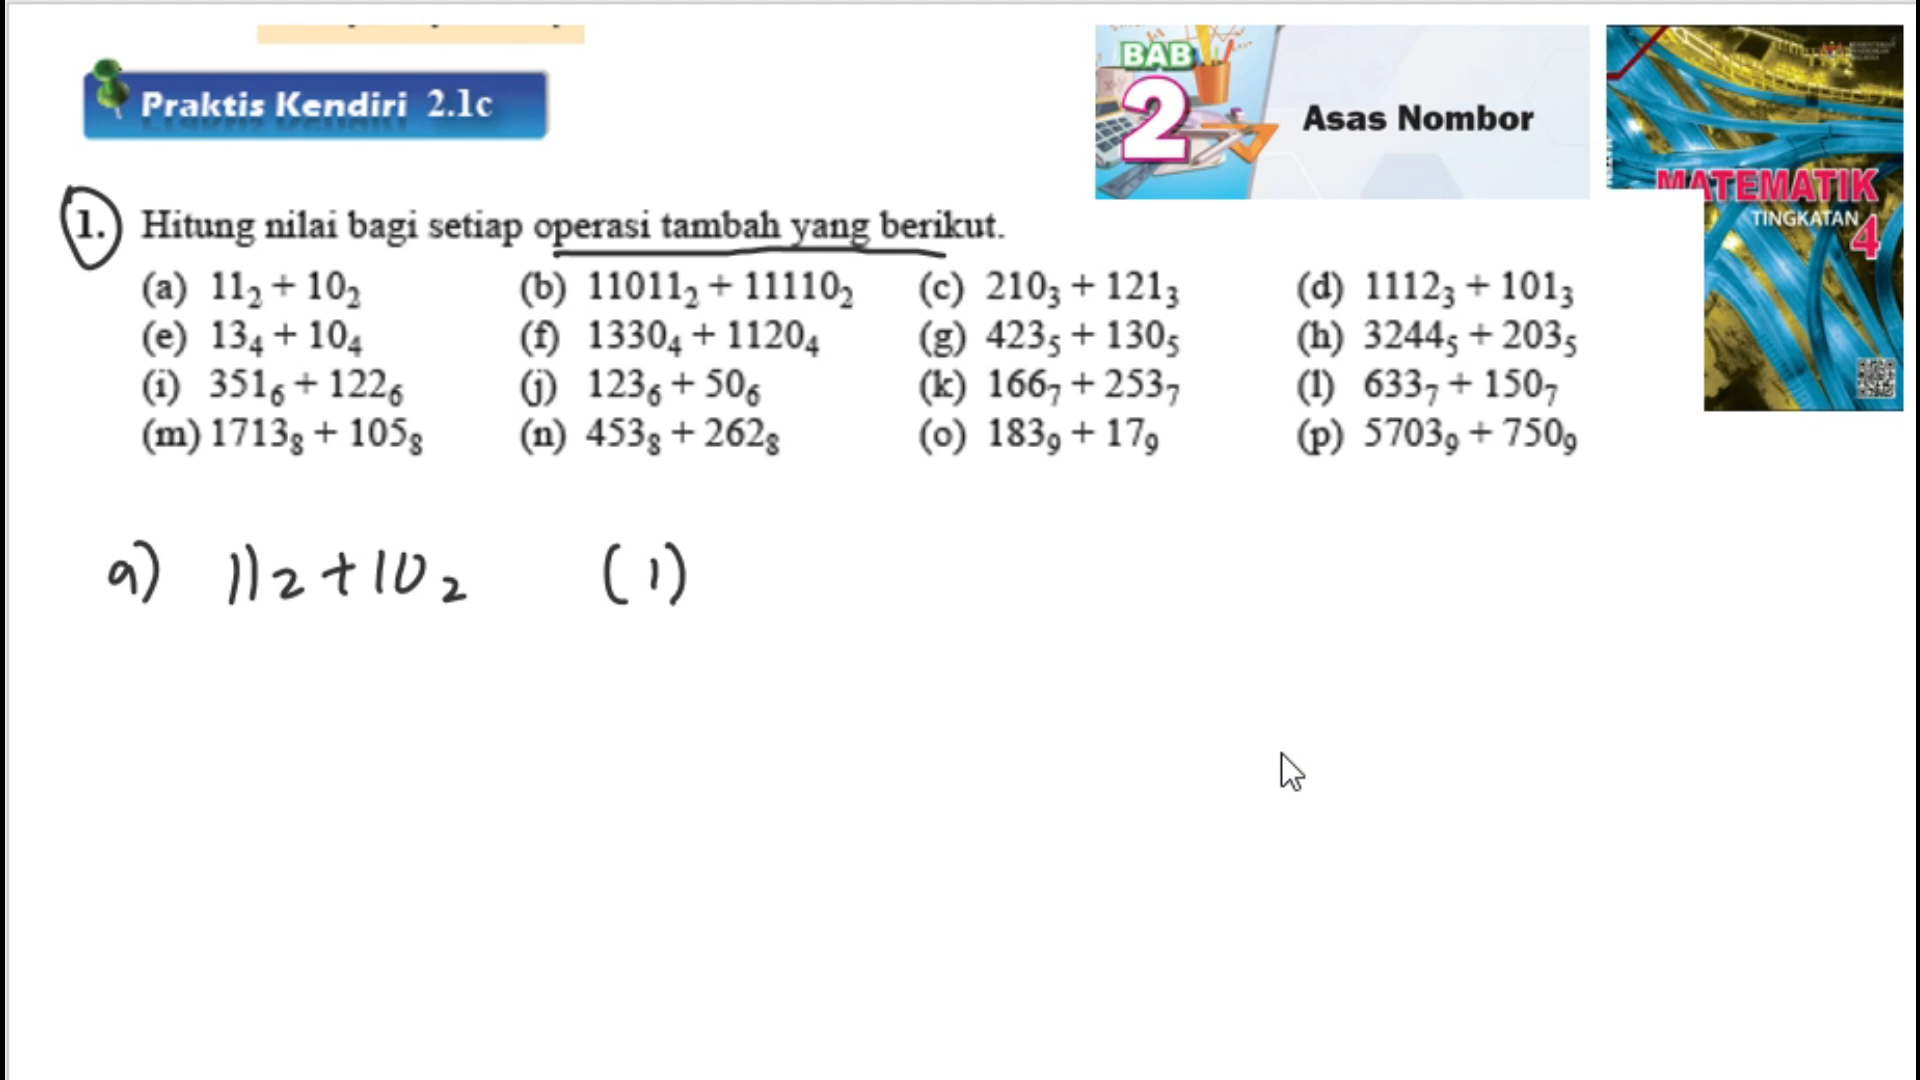 Praktis Kendiri 2.1c
BAB
2
Asas Nombor
MATEMATIK
TINGKATAN
4
1. Hitung nilai bagi setiap operasi tambah yang berikut.
(a) 11₂ + 10₂ (b) 11011₂ + 11110₂ (c) 210₃ + 121₃ (d) 1112₃ + 101₃
(e) 13₄ + 10₄ (f) 1330₄ + 1120₄ (g) 423₅ + 130₅ (h) 3244₅ + 203₅
(i) 351₆ + 122₆ (j) 123₆ + 50₆ (k) 166₇ + 253₇ (l) 633₇ + 150₇
(m) 1713₈ + 105₈ (n) 453₈ + 262₈ (o) 183₉ + 17₉ (p) 5703₉ + 750₉
a) 11₂ + 10₂ (1)